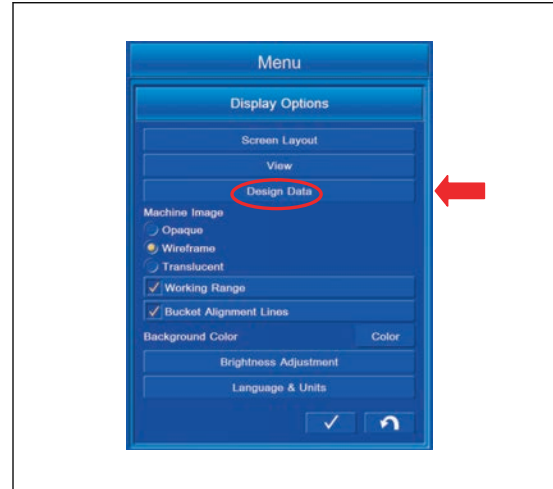 Menu
Display Options
Screen Layout
View
Design Data
Machine Image
Opaque
Wireframe
Translucent
Working Range
Bucket Alignment Lines
Background Color Color
Brightness Adjustment
Language & Units